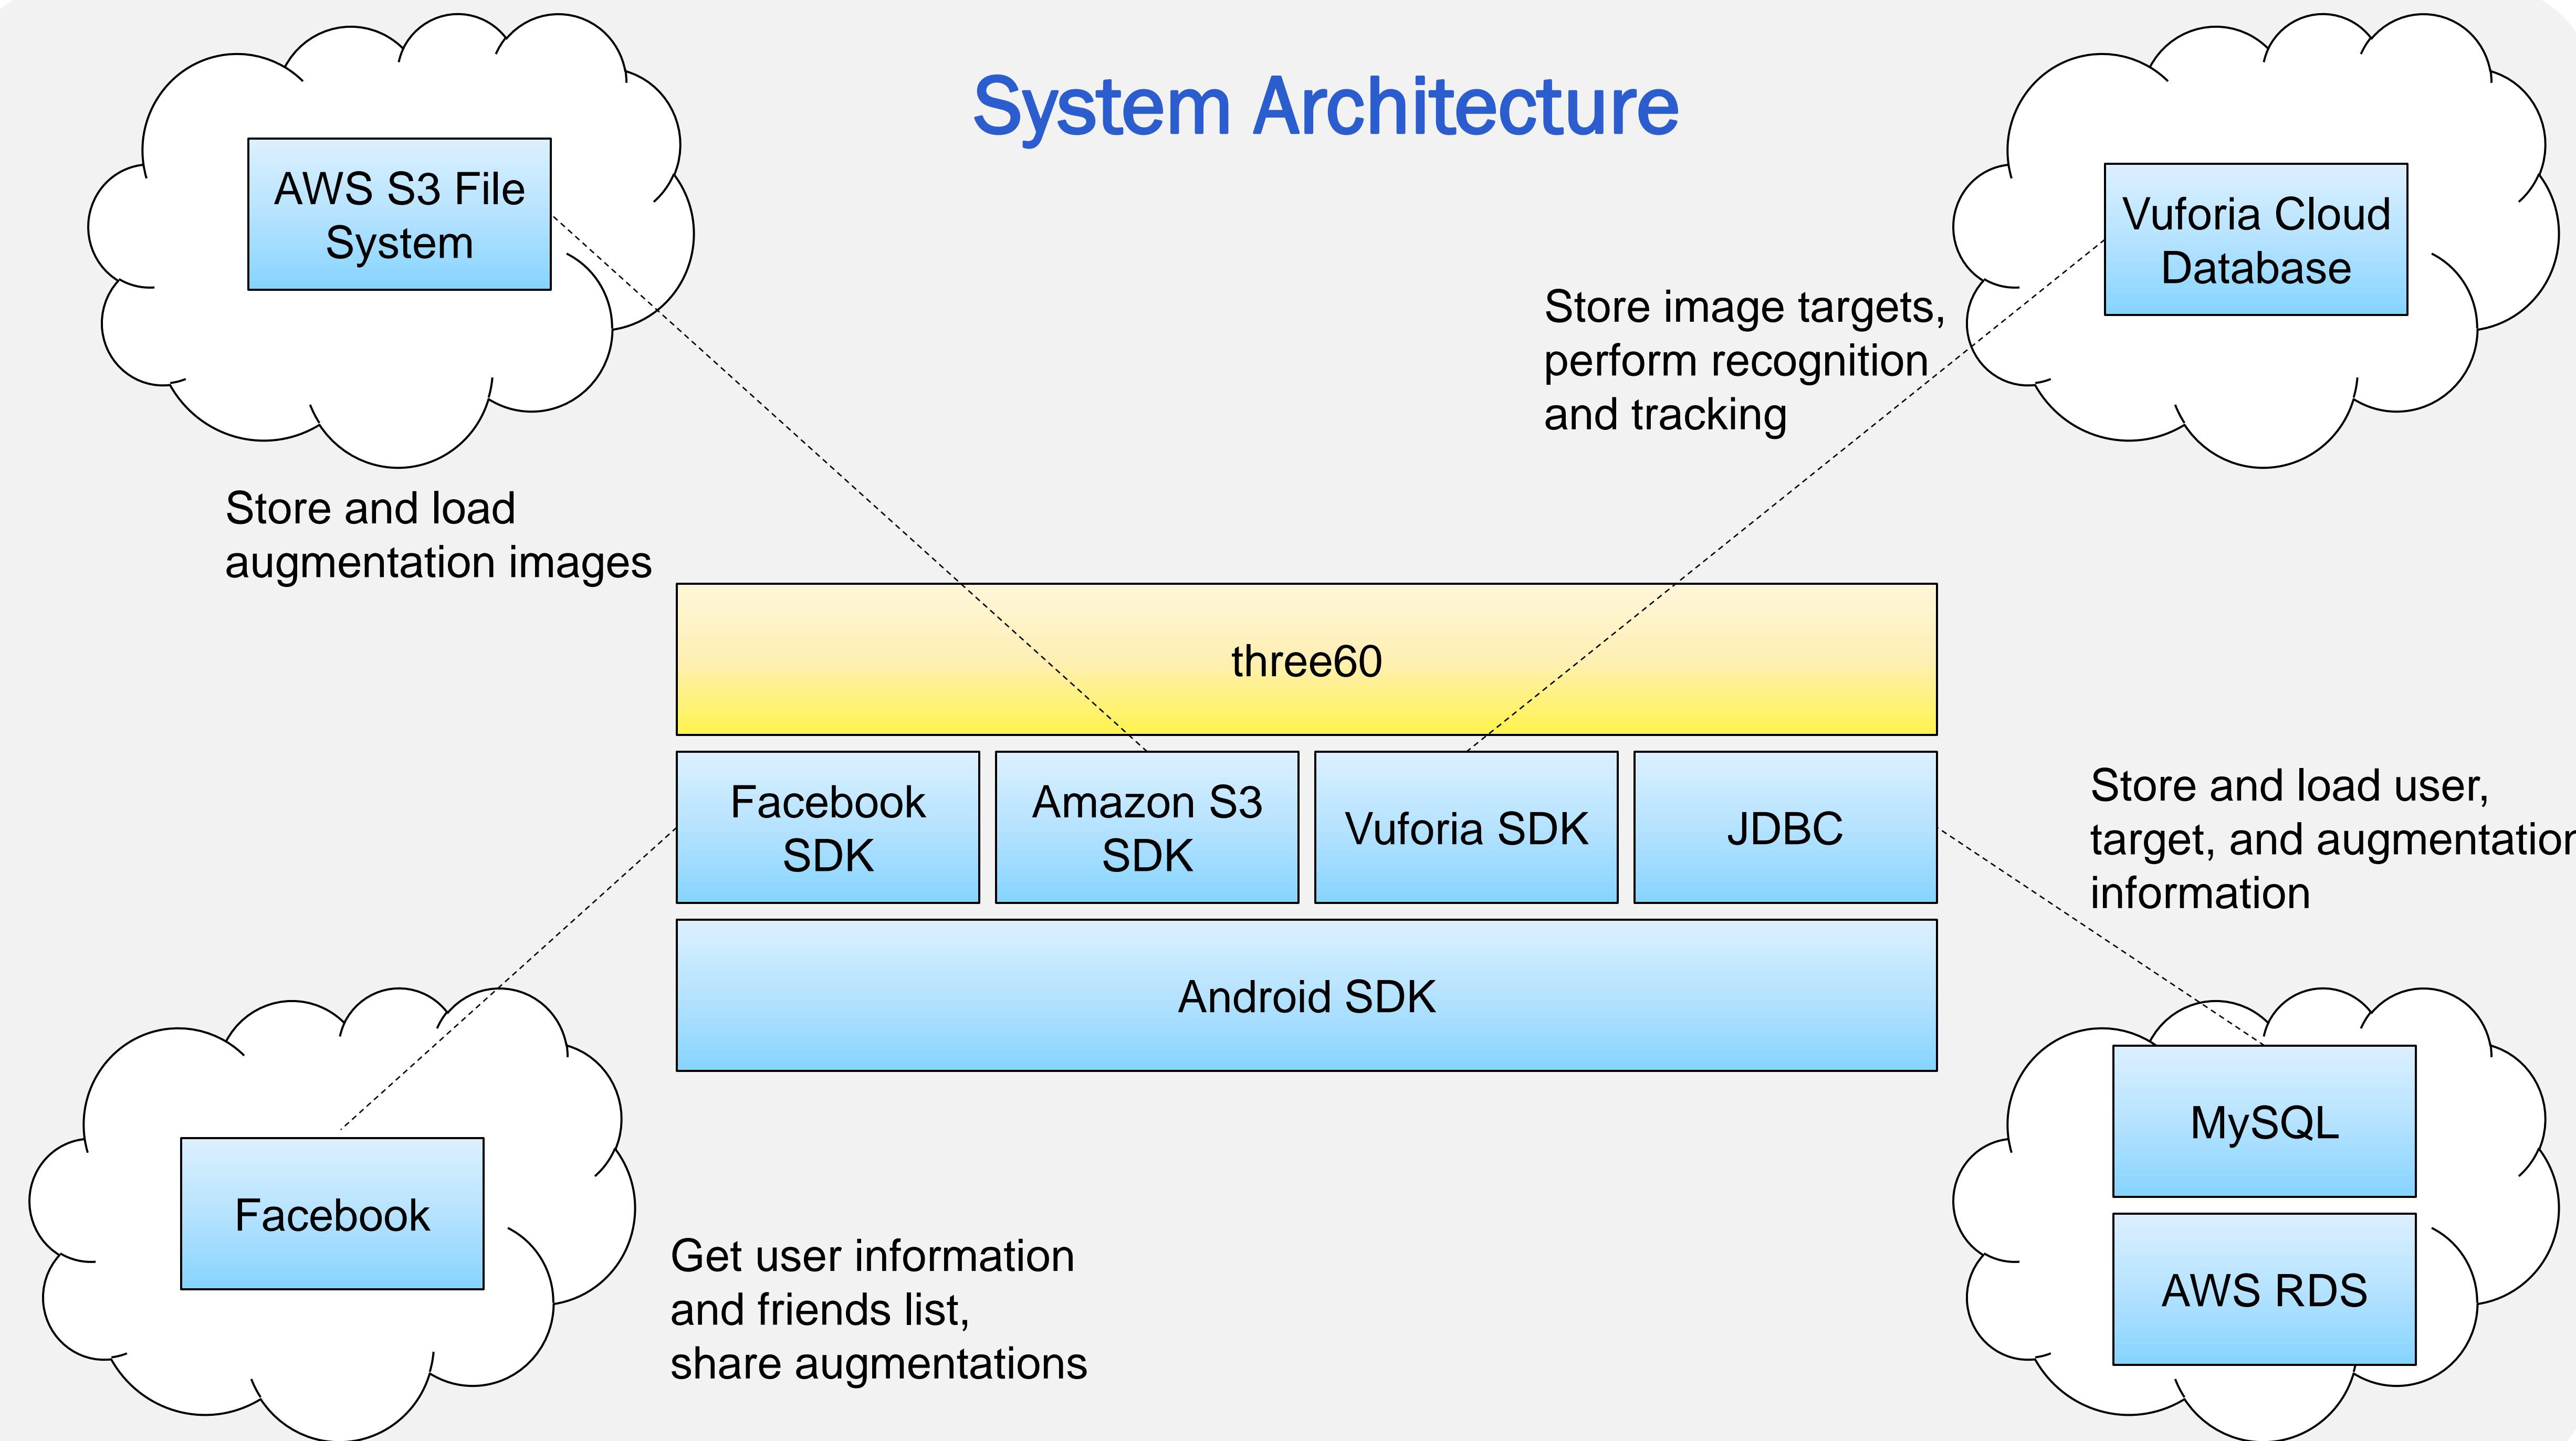 System Architecture
AWS S3 File
System
Vuforia Cloud
Database
Store image targets,
perform recognition
and tracking
Store and load
augmentation images
three60
Facebook
SDK
Amazon S3
SDK
Vuforia SDK
JDBC
Store and load user,
target, and augmentation
information
Android SDK
Facebook
Get user information
and friends list,
share augmentations
MySQL
AWS RDS